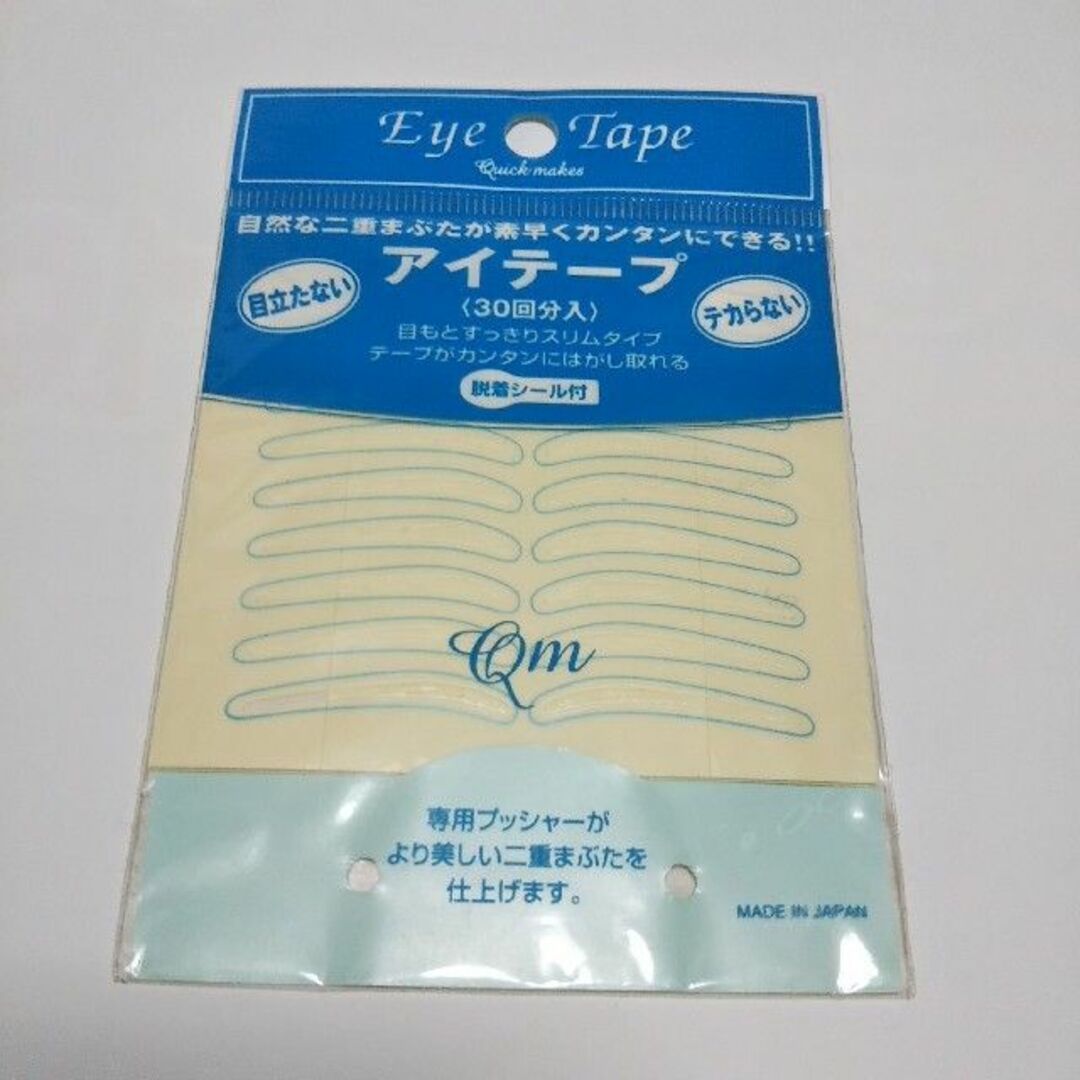 Eye Tape
Quick makes
自然な二重まぶたが素早くカンタンにできる!!
アイテープ
目立たない
〈30回分入〉
テカらない
目もとすっきりスリムタイプ
テープがカンタンにはがし取れる
脱着シール付
Qm
専用プッシャーが
より美しい二重まぶたを
仕上げます。
MADE IN JAPAN